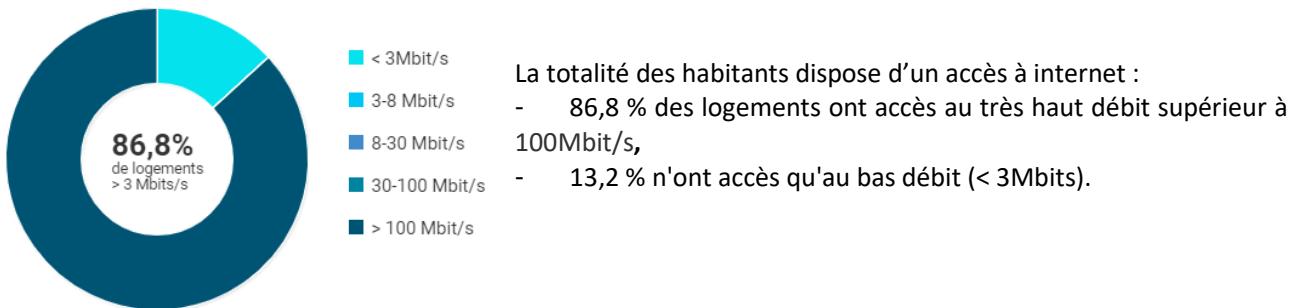 86,8%
de logements
> 3 Mbits/s
< 3Mbit/s
3-8 Mbit/s
8-30 Mbit/s
30-100 Mbit/s
> 100 Mbit/s
La totalité des habitants dispose d’un accès à internet :
- 86,8 % des logements ont accès au très haut débit supérieur à
100Mbit/s,
- 13,2 % n'ont accès qu'au bas débit (< 3Mbits).